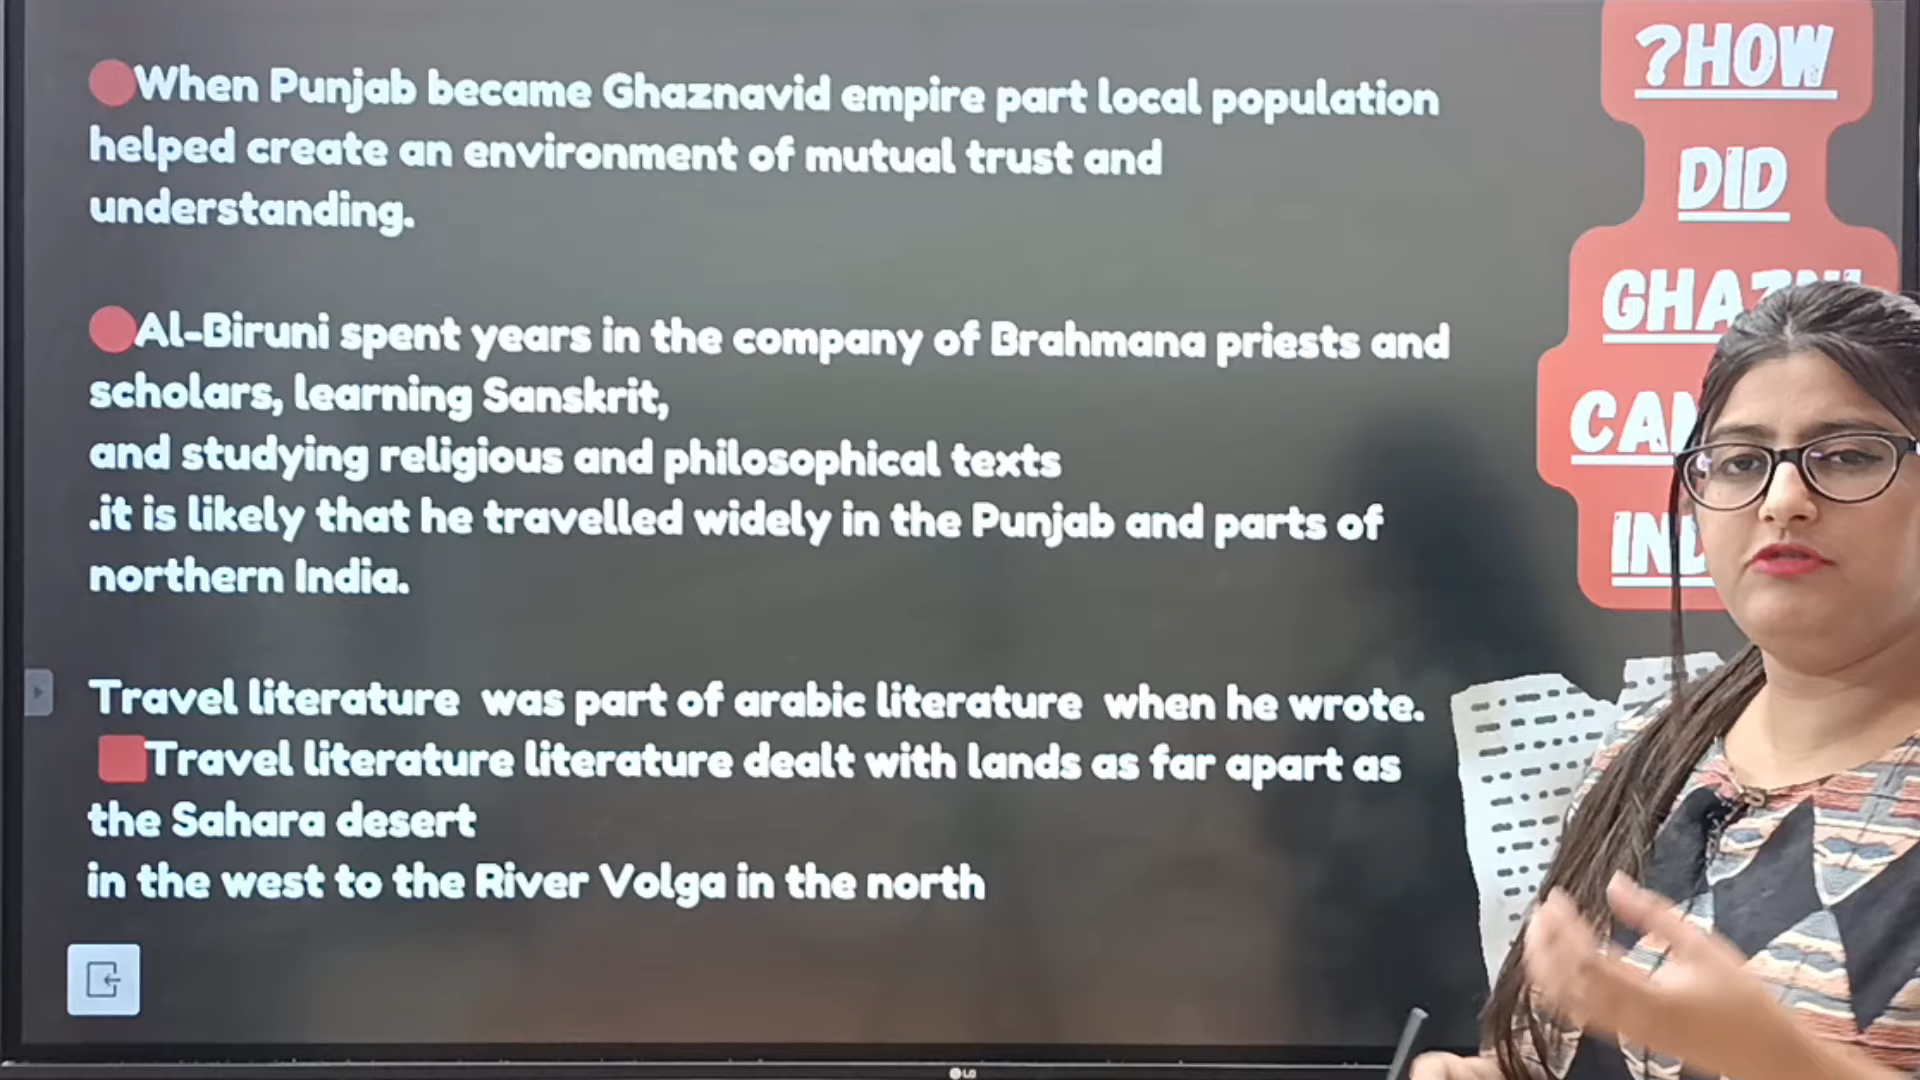 When Punjab became Ghaznavid empire part local population
helped create an environment of mutual trust and
understanding.
Al-Biruni spent years in the company of Brahmana priests and
scholars, learning Sanskrit,
and studying religious and philosophical texts
.it is likely that he travelled widely in the Punjab and parts of
northern India.
Travel literature was part of arabic literature when he wrote.
Travel literature literature dealt with lands as far apart as
the Sahara desert
in the west to the River Volga in the north
?HOW
DID
LG